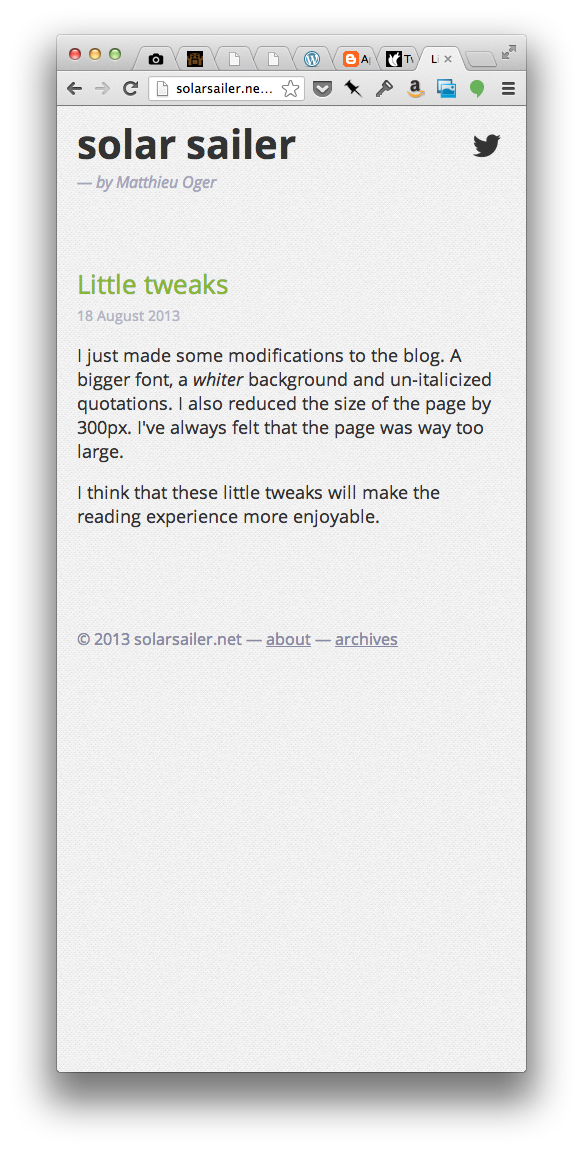 A
Tv
Li
solarsailer.ne...
solar sailer
— by Matthieu Oger
Little tweaks
18 August 2013
I just made some modifications to the blog. A
bigger font, a whiter background and un-italicized
quotations. I also reduced the size of the page by
300px. I've always felt that the page was way too
large.
I think that these little tweaks will make the
reading experience more enjoyable.
© 2013 solarsailer.net — about — archives